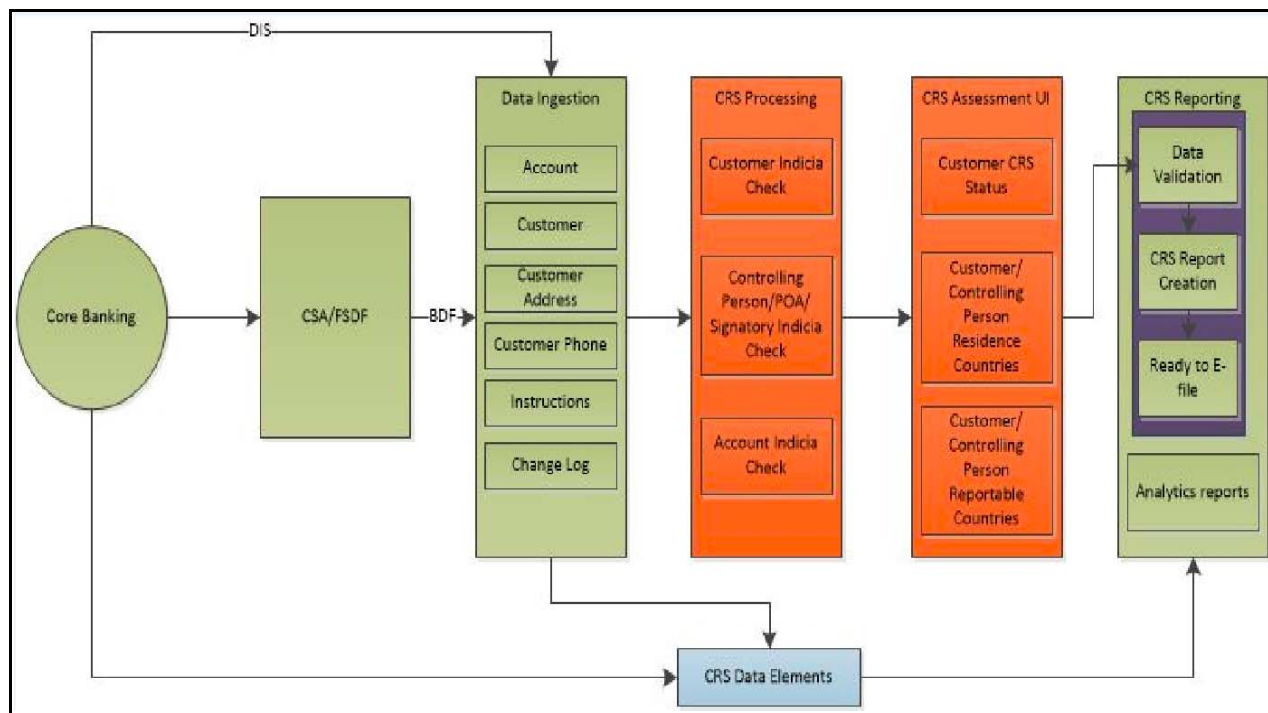 DIS
Core Banking
CSA/FSDF
BDF
Data Ingestion
Account
Customer
Customer
Address
Customer Phone
Instructions
Change Log
CRS Processing
Customer Indicia
Check
Controlling
Person/POA/
Signatory Indicia
Check
Account Indicia
Check
CRS Assessment UI
Customer CRS
Status
Customer/
Controlling
Person
Residence
Countries
Customer/
Controlling
Person
Reportable
Countries
CRS Reporting
Data
Validation
CRS Report
Creation
Ready to E-
file
Analytics reports
CRS Data Elements